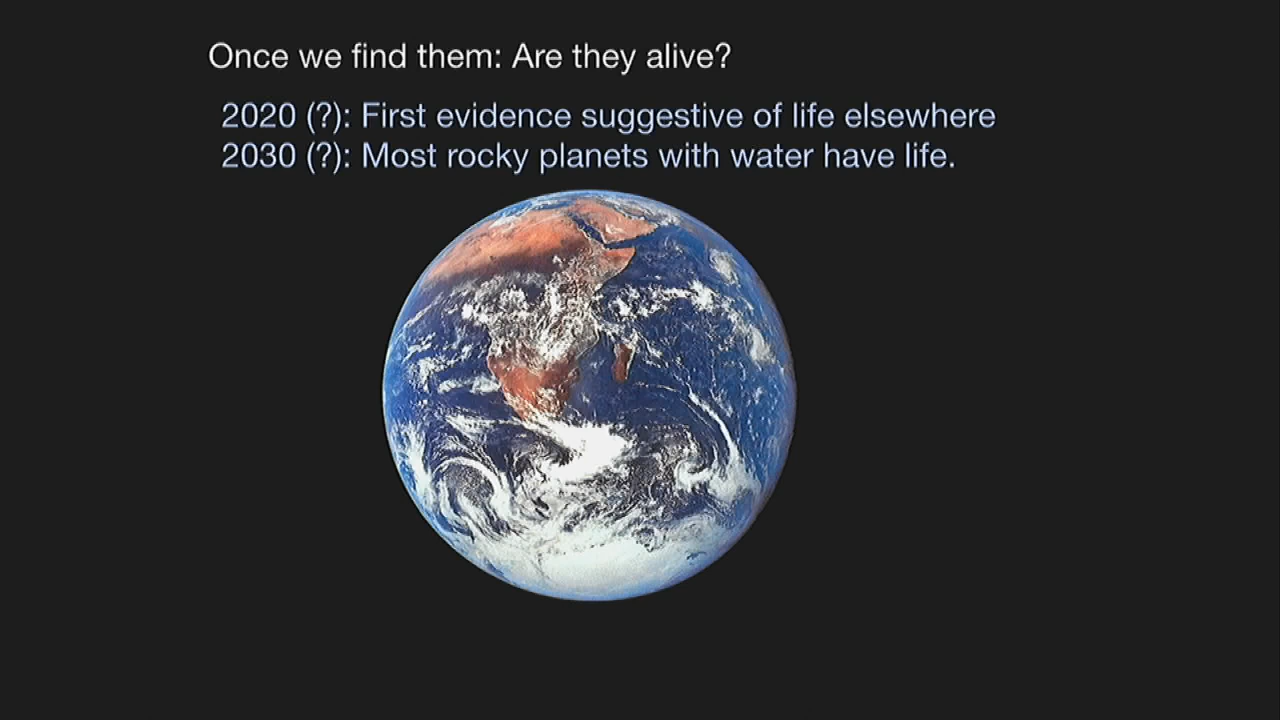 Once we find them: Are they alive?
2020 (?): First evidence suggestive of life elsewhere
2030 (?): Most rocky planets with water have life.